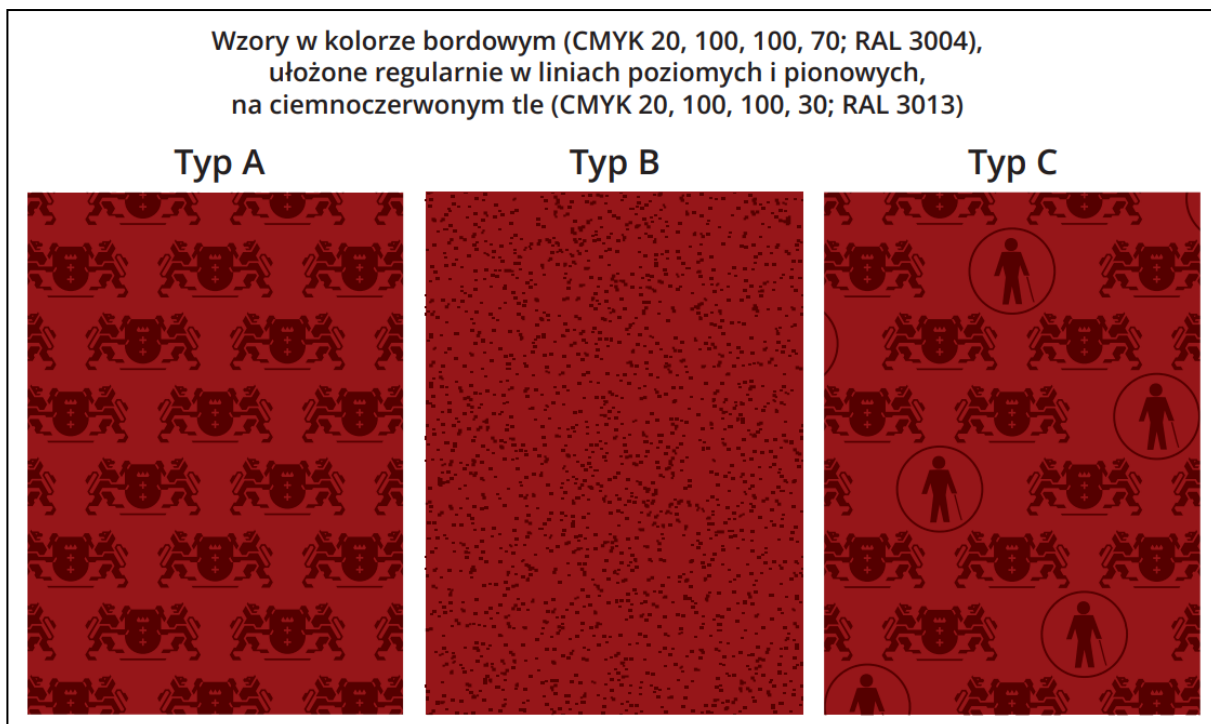 Wzory w kolorze bordowym (CMYK 20, 100, 100, 70; RAL 3004),
ułożone regularnie w liniach poziomych i pionowych,
na ciemnoczerwonym tle (CMYK 20, 100, 100, 30; RAL 3013)
Typ A
Typ B
Typ C